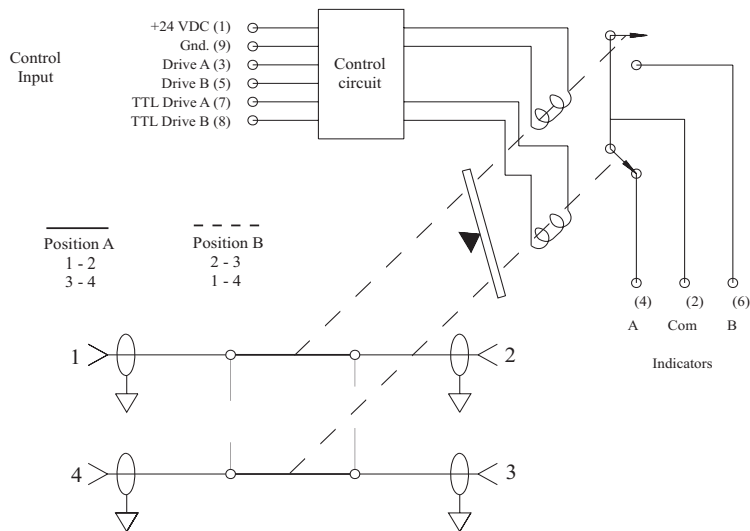 Control
Input
+24 VDC (1)
Gnd. (9)
Drive A (3)
Drive B (5)
TTL Drive A (7)
TTL Drive B (8)
Control
circuit
Position A
1 - 2
3 - 4
Position B
2 - 3
1 - 4
(4)
(2)
(6)
A
Com
B
Indicators
1
2
4
3